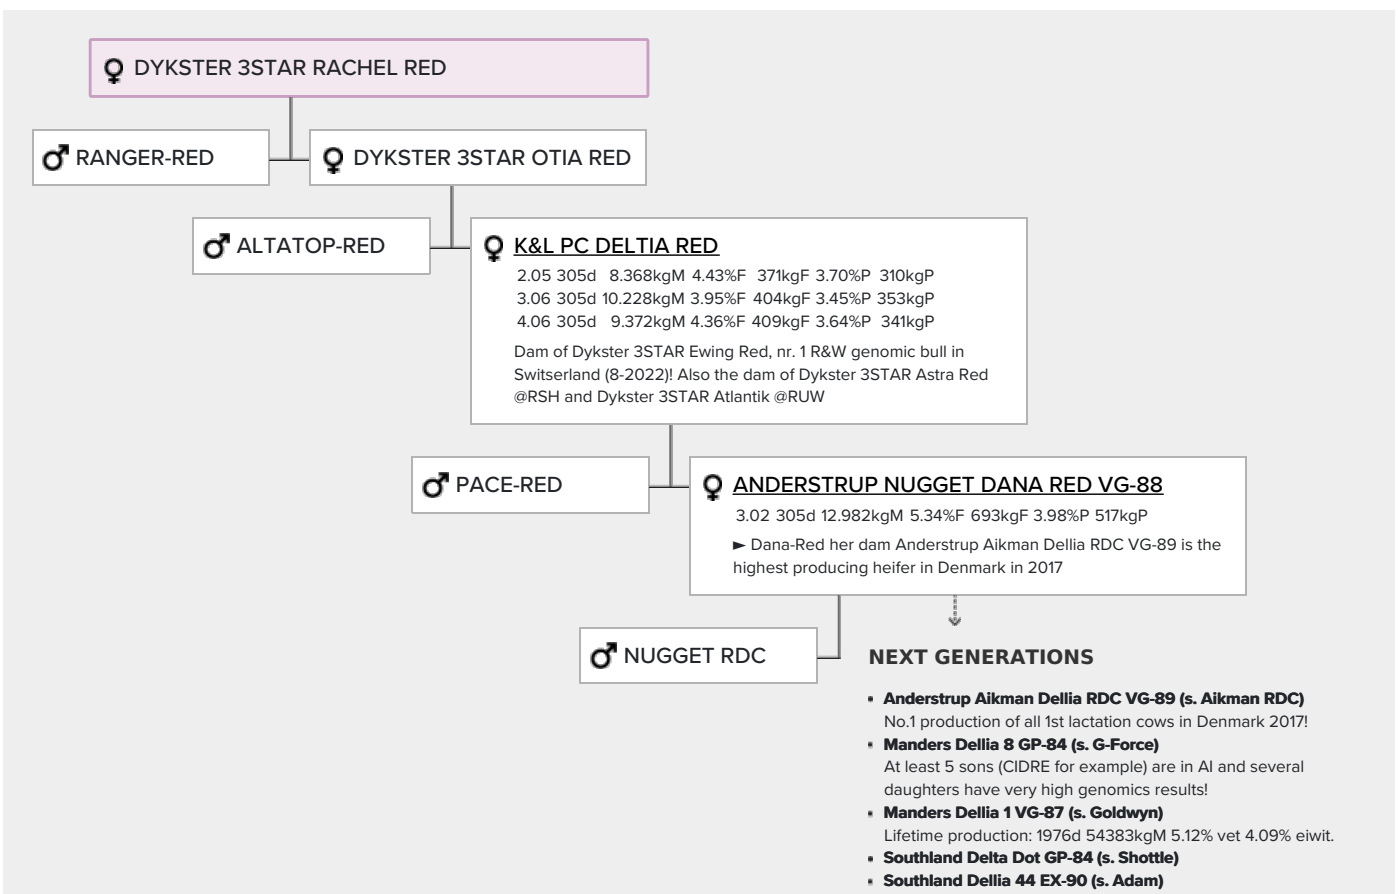 DYKSTER 3STAR RACHEL RED
RANGER-RED
DYKSTER 3STAR OTIA RED
ALTATOP-RED
K&L PC DELTIA RED
2.05 305d 8.368kgM 4.43%F 371kgF 3.70%P 310kgP
3.06 305d 10.228kgM 3.95%F 404kgF 3.45%P 353kgP
4.06 305d 9.372kgM 4.36%F 409kgF 3.64%P 341kgP
Dam of Dykster 3STAR Ewing Red, nr. 1 R&W genomic bull in
Switserland (8-2022)! Also the dam of Dykster 3STAR Astra Red
@RSH and Dykster 3STAR Atlantik @RUW
PACE-RED
ANDERSTRUP NUGGET DANA RED VG-88
3.02 305d 12.982kgM 5.34%F 693kgF 3.98%P 517kgP
► Dana-Red her dam Anderstrup Aikman Dellia RDC VG-89 is the
highest producing heifer in Denmark in 2017
NUGGET RDC
NEXT GENERATIONS
▪ Anderstrup Aikman Dellia RDC VG-89 (s. Aikman RDC)
No.1 production of all 1st lactation cows in Denmark 2017!
▪ Manders Dellia 8 GP-84 (s. G-Force)
At least 5 sons (CIDRE for example) are in AI and several
daughters have very high genomics results!
▪ Manders Dellia 1 VG-87 (s. Goldwyn)
Lifetime production: 1976d 54383kgM 5.12% vet 4.09% eiwit.
▪ Southland Delta Dot GP-84 (s. Shottle)
▪ Southland Dellia 44 EX-90 (s. Adam)